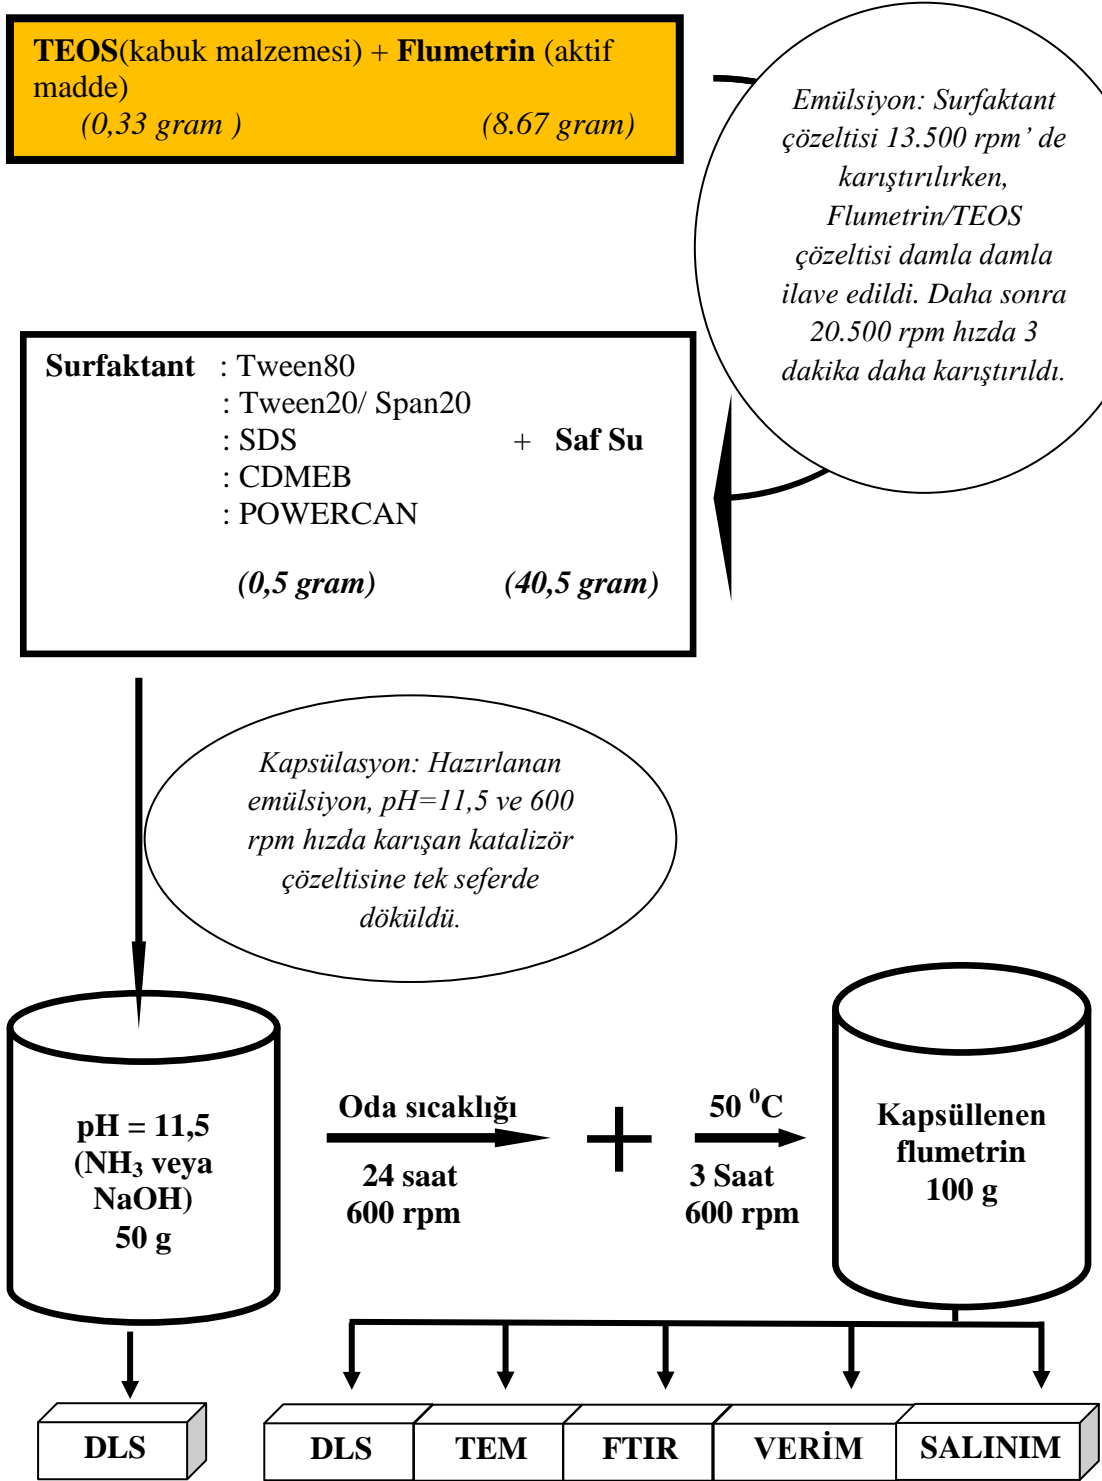 TEOS(kabuk malzemesi) + Flumetrin (aktif
madde)
(0,33 gram ) (8.67 gram)
Emülsiyon: Surfaktant
çözeltisi 13.500 rpm' de
karıştırılırken,
Flumetrin/TEOS
çözeltisi damla damla
ilave edildi. Daha sonra
20.500 rpm hızda 3
dakika daha karıştırıldı.
Surfaktant : Tween80
: Tween20/ Span20
: SDS + Saf Su
: CDMEB
: POWERCAN
(0,5 gram) (40,5 gram)
Kapsülasyon: Hazırlanan
emülsiyon, pH=11,5 ve 600
rpm hızda karışan katalizör
çözeltisine tek seferde
döküldü.
pH = 11,5
(NH₃ veya
NaOH)
50 g
Oda sıcaklığı
24 saat
600 rpm
+
50 ⁰C
3 Saat
600 rpm
Kapsüllenen
flumetrin
100 g
DLS
DLS TEM FTIR VERİM SALINIM